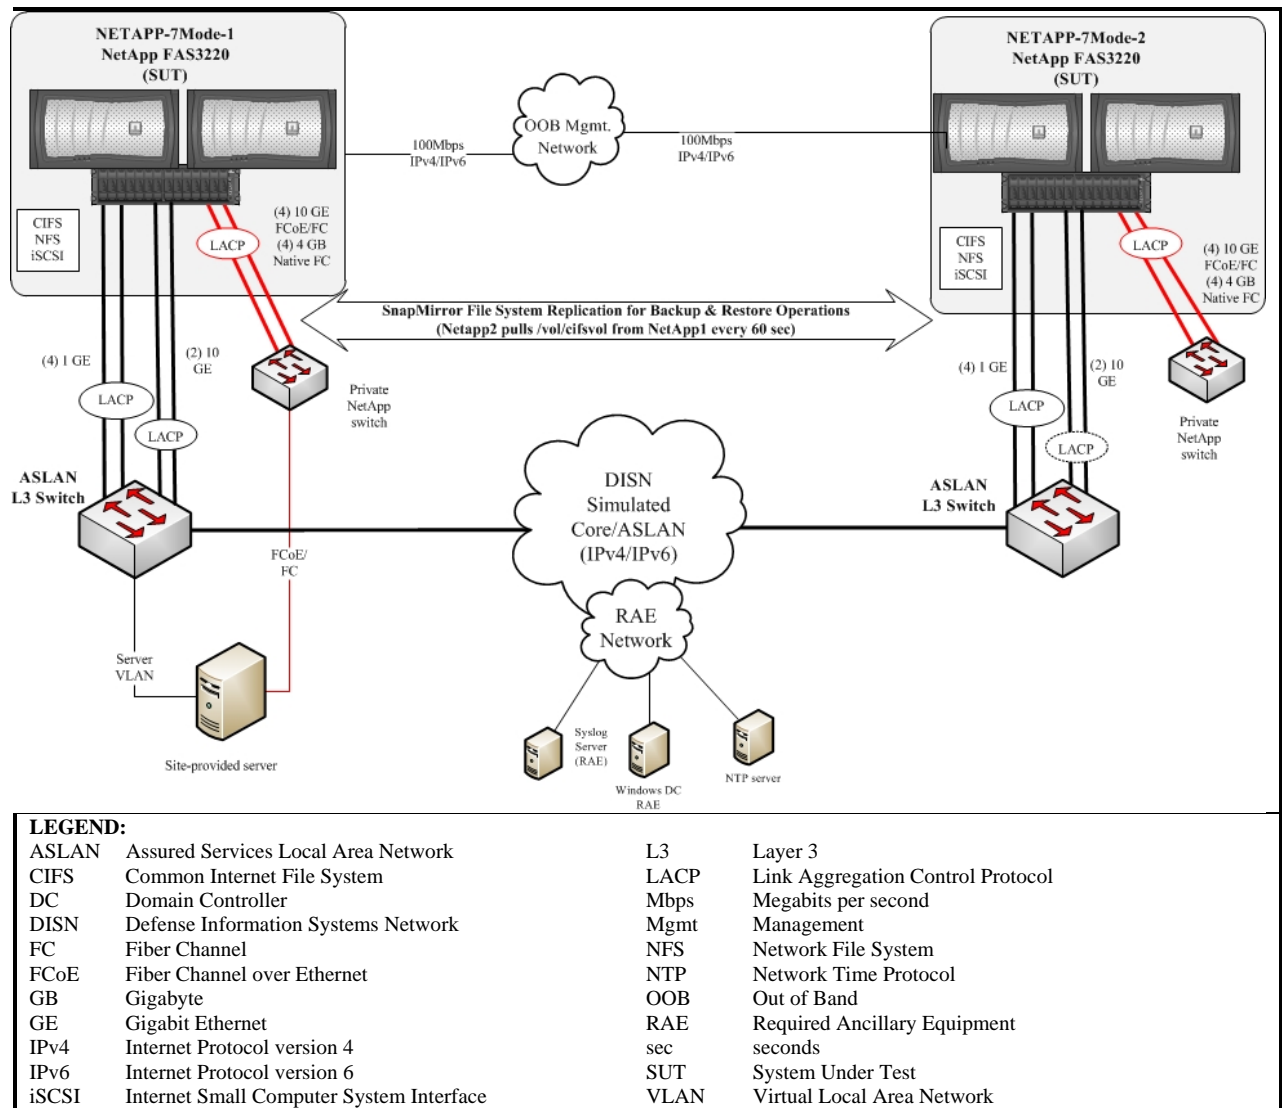 NETAPP-7Mode-1
NetApp FAS3220
(SUT)
NETAPP-7Mode-2
NetApp FAS3220
(SUT)
OOB Mgmt.
Network
100Mbps
IPv4/IPv6
100Mbps
IPv4/IPv6
CIFS
NFS
iSCSI
LACP
(4) 10 GE
FCoE/FC
(4) 4 GB
Native FC
CIFS
NFS
iSCSI
LACP
(4) 10 GE
FCoE/FC
(4) 4 GB
Native FC
SnapMirror File System Replication for Backup & Restore Operations
(Netapp2 pulls /vol/cifsvol from NetApp1 every 60 sec)
(4) 1 GE
(2) 10
GE
LACP
LACP
Private
NetApp
switch
(4) 1 GE
(2) 10
GE
LACP
LACP
Private
NetApp
switch
ASLAN
L3 Switch
DISN
Simulated
Core/ASLAN
(IPv4/IPv6)
ASLAN
L3 Switch
FCoE/
FC
RAE
Network
Server
VLAN
Site-provided server
Syslog
Server
(RAE)
Windows DC
RAE
NTP server
LEGEND:
ASLAN Assured Services Local Area Network
CIFS Common Internet File System
DC Domain Controller
DISN Defense Information Systems Network
FC Fiber Channel
FCoE Fiber Channel over Ethernet
GB Gigabyte
GE Gigabit Ethernet
IPv4 Internet Protocol version 4
IPv6 Internet Protocol version 6
iSCSI Internet Small Computer System Interface
L3 Layer 3
LACP Link Aggregation Control Protocol
Mbps Megabits per second
Mgmt Management
NFS Network File System
NTP Network Time Protocol
OOB Out of Band
RAE Required Ancillary Equipment
sec seconds
SUT System Under Test
VLAN Virtual Local Area Network